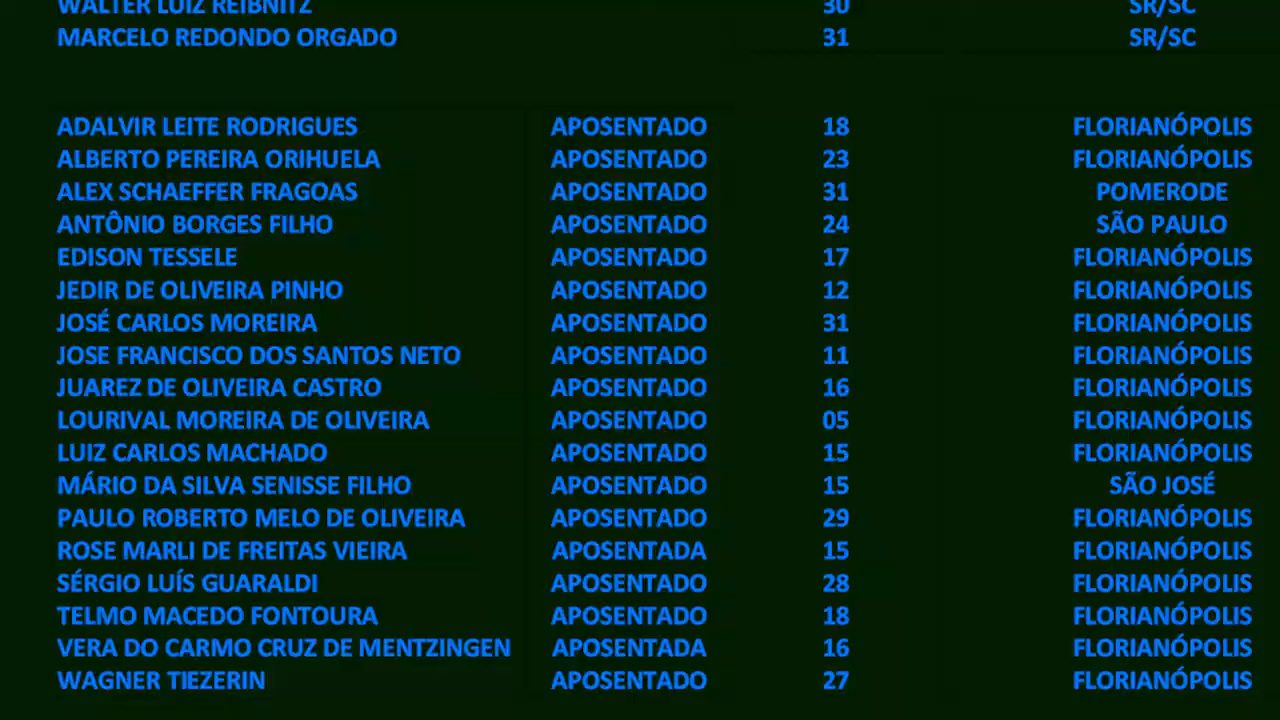 WALTER LUIZ REIBNITZ 30 SR/SC
MARCELO REDONDO ORGADO 31 SR/SC
ADALVIR LEITE RODRIGUES APOSENTADO 18 FLORIANÓPOLIS
ALBERTO PEREIRA ORIHUELA APOSENTADO 23 FLORIANÓPOLIS
ALEX SCHAEFFER FRAGOAS APOSENTADO 31 POMERODE
ANTÔNIO BORGES FILHO APOSENTADO 24 SÃO PAULO
EDISON TESSELE APOSENTADO 17 FLORIANÓPOLIS
JEDIR DE OLIVEIRA PINHO APOSENTADO 12 FLORIANÓPOLIS
JOSÉ CARLOS MOREIRA APOSENTADO 31 FLORIANÓPOLIS
JOSE FRANCISCO DOS SANTOS NETO APOSENTADO 11 FLORIANÓPOLIS
JUAREZ DE OLIVEIRA CASTRO APOSENTADO 16 FLORIANÓPOLIS
LOURIVAL MOREIRA DE OLIVEIRA APOSENTADO 05 FLORIANÓPOLIS
LUIZ CARLOS MACHADO APOSENTADO 15 FLORIANÓPOLIS
MÁRIO DA SILVA SENISSE FILHO APOSENTADO 15 SÃO JOSÉ
PAULO ROBERTO MELO DE OLIVEIRA APOSENTADO 29 FLORIANÓPOLIS
ROSE MARLI DE FREITAS VIEIRA APOSENTADA 15 FLORIANÓPOLIS
SÉRGIO LUÍS GUARALDI APOSENTADO 28 FLORIANÓPOLIS
TELMO MACEDO FONTOURA APOSENTADO 18 FLORIANÓPOLIS
VERA DO CARMO CRUZ DE MENTZINGEN APOSENTADA 16 FLORIANÓPOLIS
WAGNER TIEZERIN APOSENTADO 27 FLORIANÓPOLIS